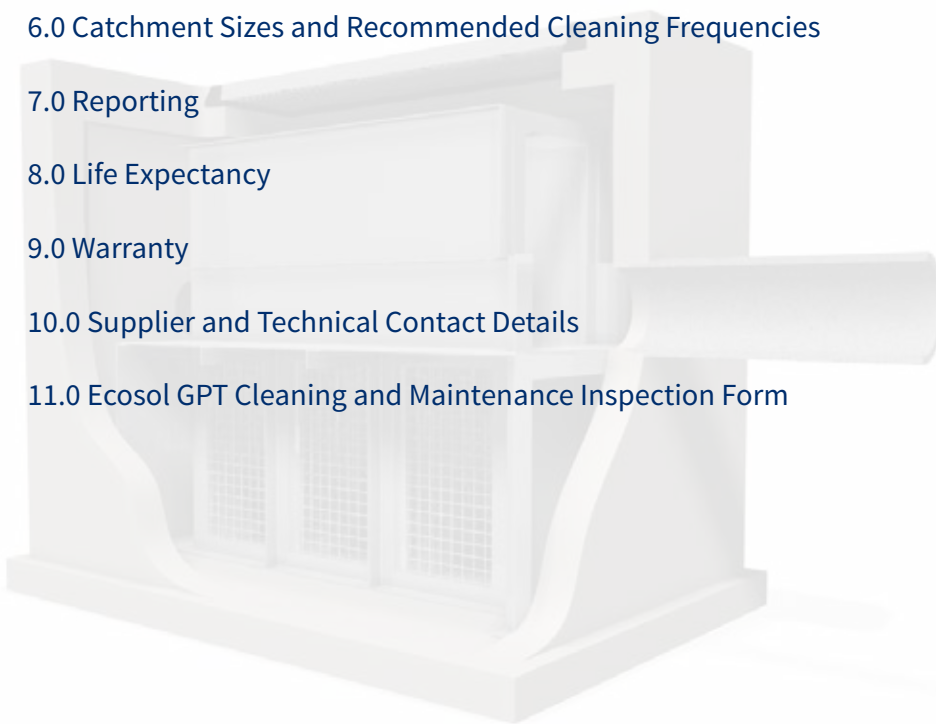 6.0 Catchment Sizes and Recommended Cleaning Frequencies
7.0 Reporting
8.0 Life Expectancy
9.0 Warranty
10.0 Supplier and Technical Contact Details
11.0 Ecosol GPT Cleaning and Maintenance Inspection Form